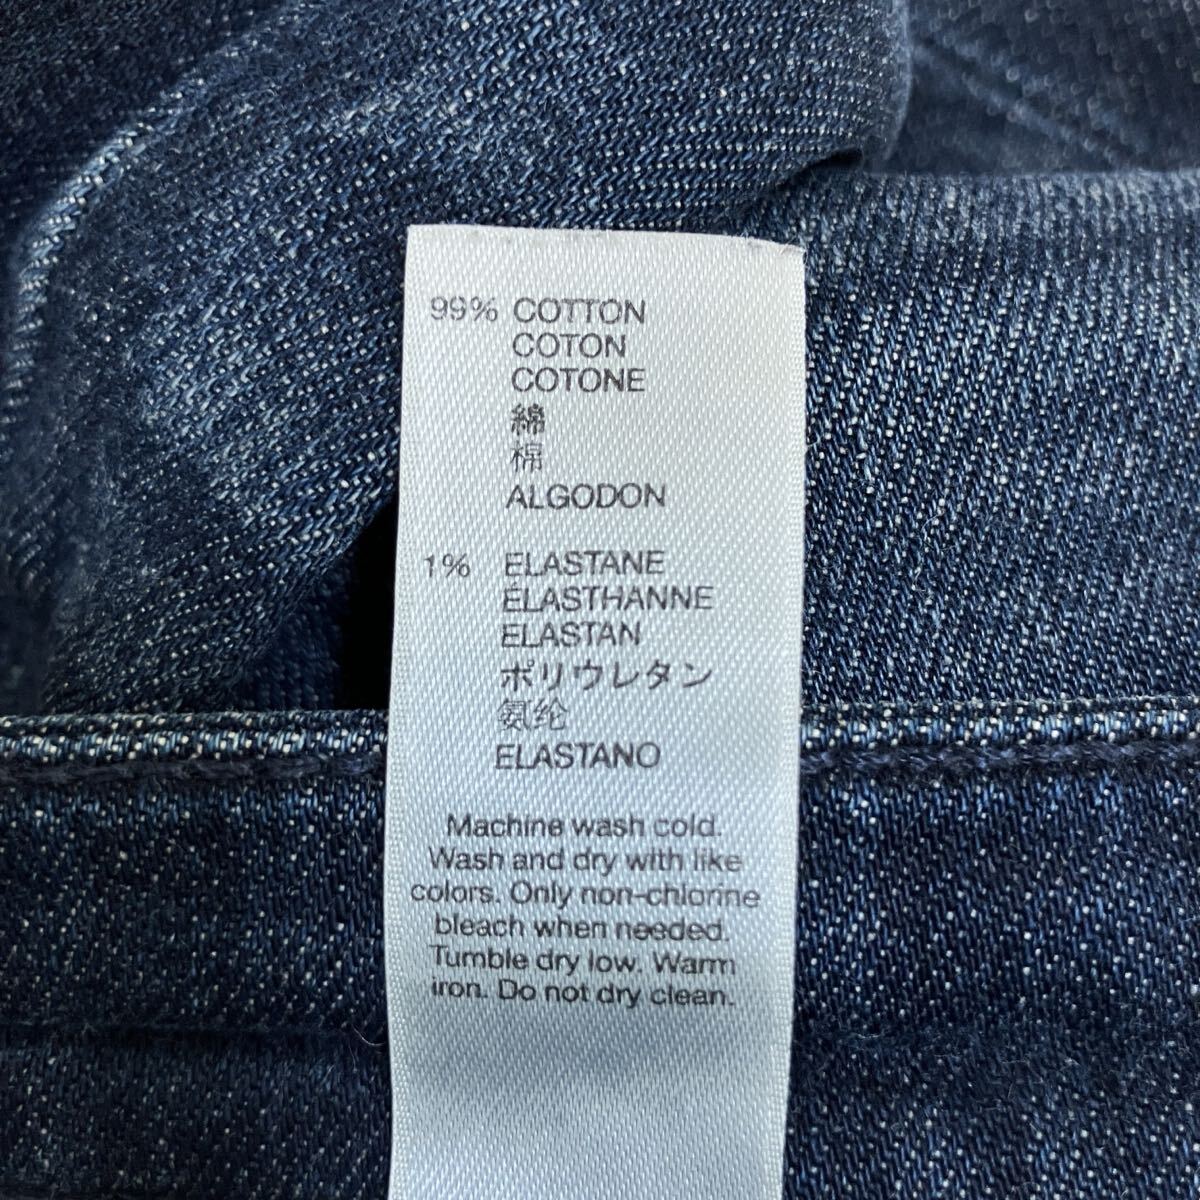 99% COTTON
COTON
COTONE
綿
棉
ALGODON
1% ELASTANE
ÉLASTHANNE
ELASTAN
ポリウレタン
氨纶
ELASTANO
Machine wash cold.
Wash and dry with like
colors. Only non-chlorine
bleach when needed.
Tumble dry low. Warm
iron. Do not dry clean.